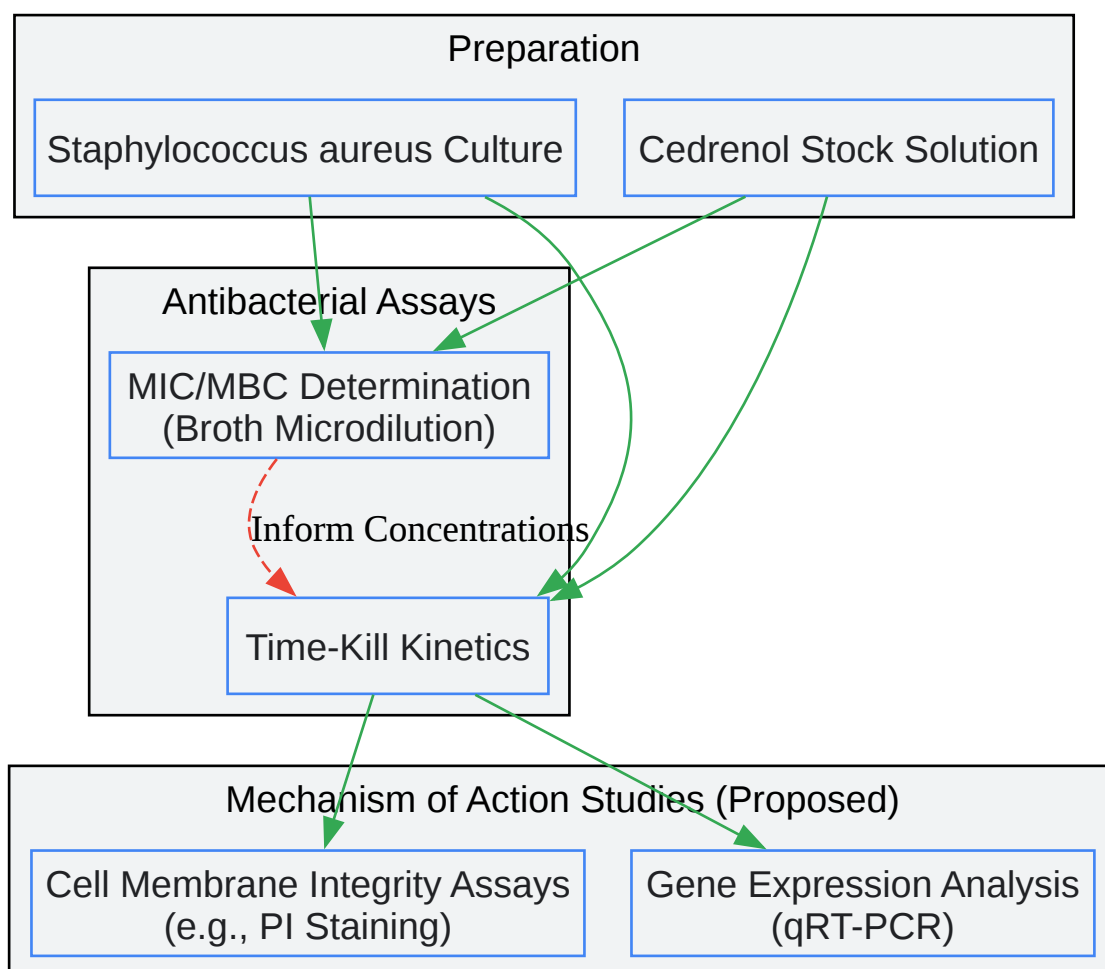 Preparation
Staphylococcus aureus Culture
Cedrenol Stock Solution
Antibacterial Assays
MIC/MBC Determination
(Broth Microdilution)
Inform Concentrations
Time-Kill Kinetics
Mechanism of Action Studies (Proposed)
Cell Membrane Integrity Assays
(e.g., PI Staining)
Gene Expression Analysis
(qRT-PCR)